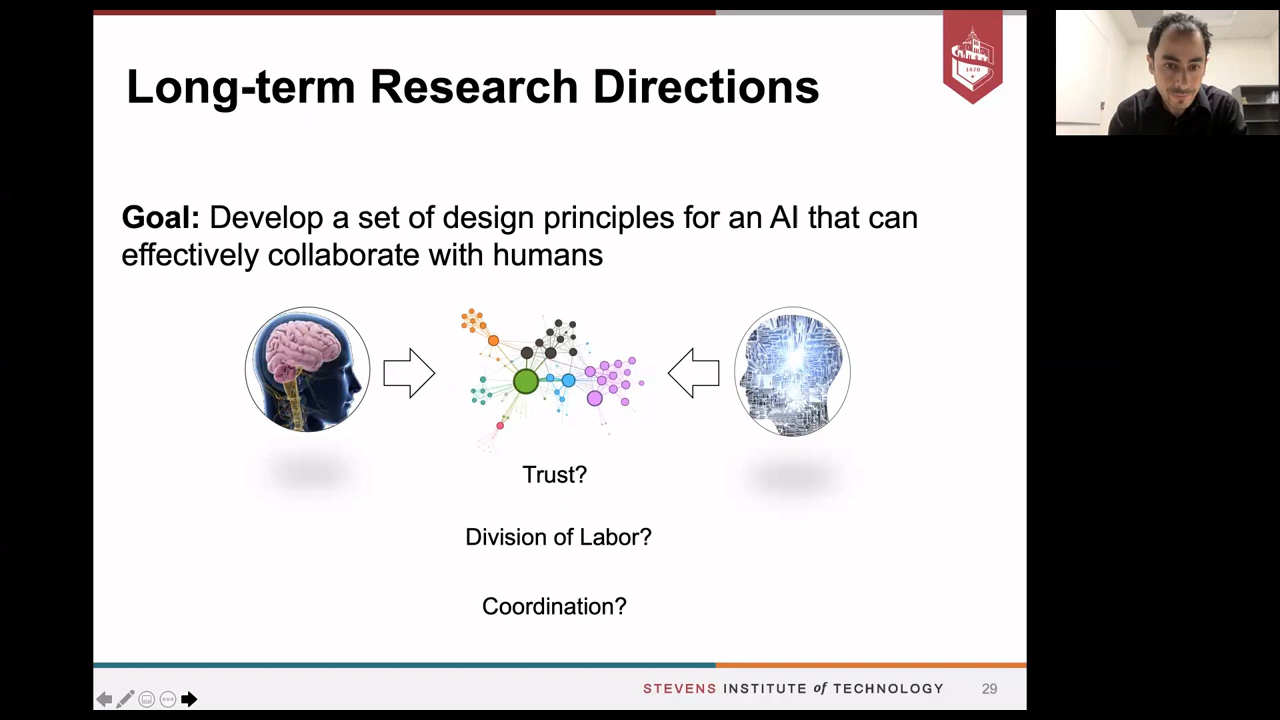 Long-term Research Directions
1870
Goal: Develop a set of design principles for an AI that can
effectively collaborate with humans
Trust?
Division of Labor?
Coordination?
STEVENS INSTITUTE of TECHNOLOGY 29